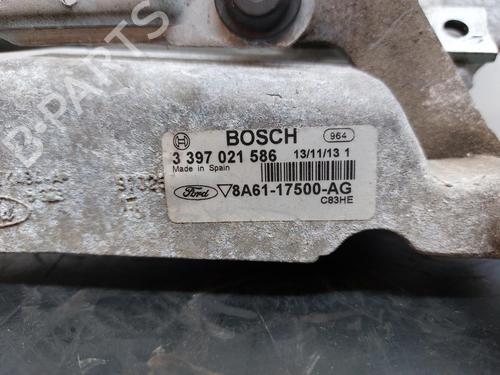 B-PARTS
BOSCH 964
3 397 021 586 13/11/13 1
Made in Spain
Ford 8A61-17500-AG
C83HE